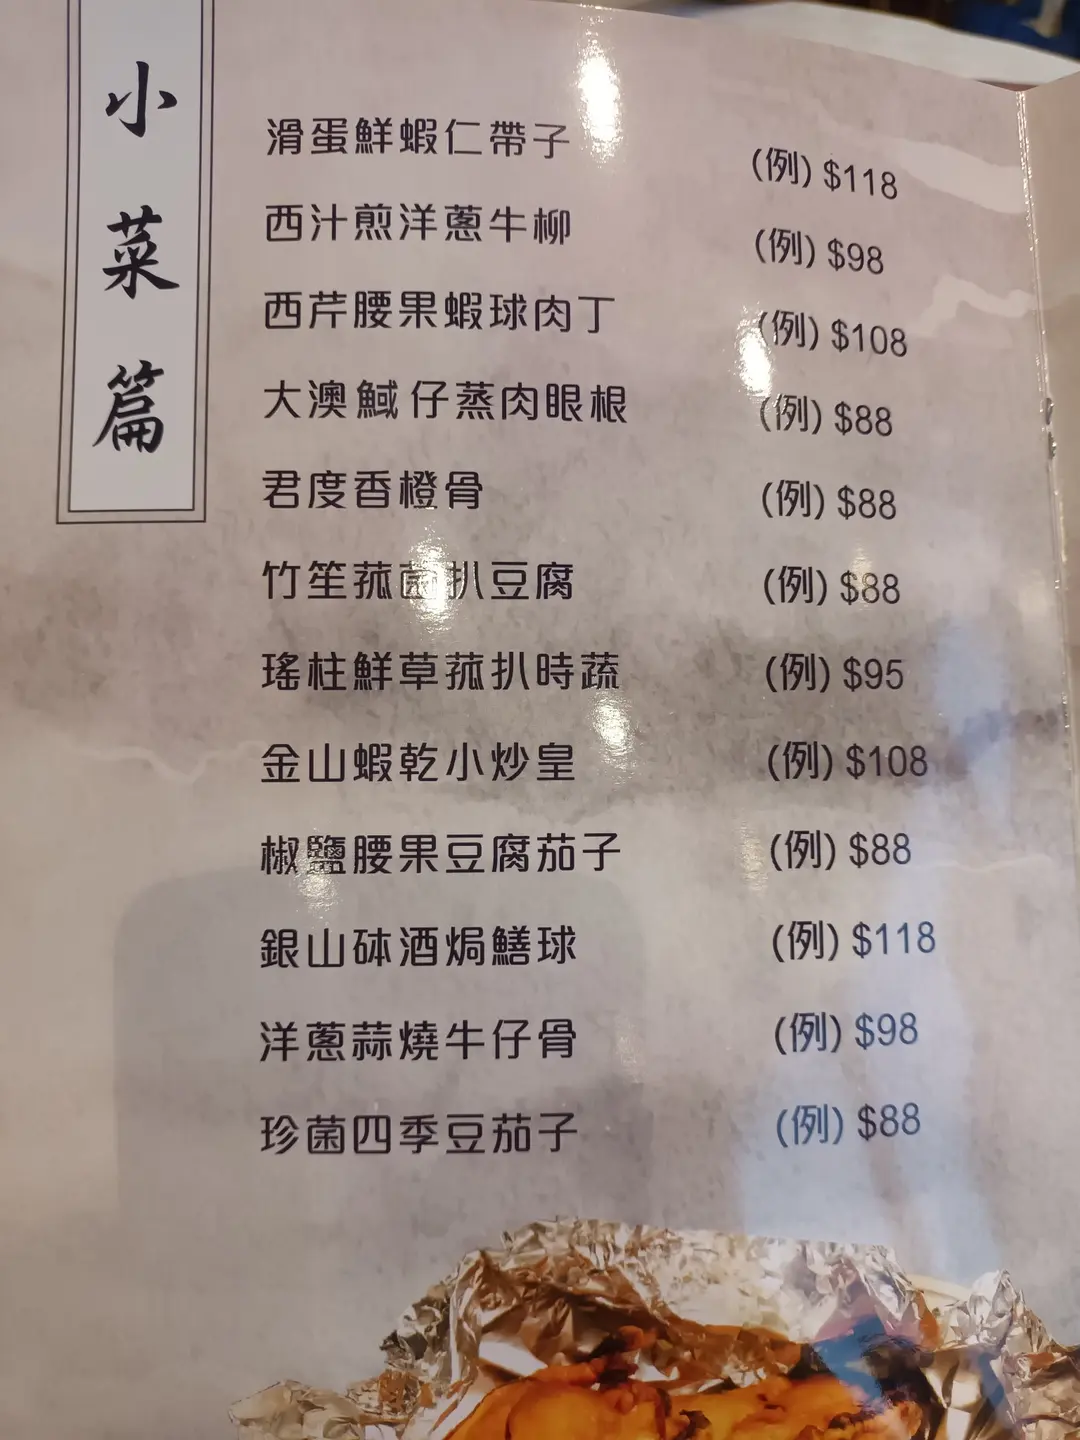 小菜篇
滑蛋鮮蝦仁帶子 (例) $118
西汁煎洋蔥牛柳 (例) $98
西芹腰果蝦球肉丁 (例) $108
大澳鰔仔蒸肉眼根 (例) $88
君度香橙骨 (例) $88
竹笙菰菌扒豆腐 (例) $88
瑤柱鮮草菰扒時蔬 (例) $95
金山蝦乾小炒皇 (例) $108
椒鹽腰果豆腐茄子 (例) $88
銀山砵酒焗鱔球 (例) $118
洋蔥蒜燒牛仔骨 (例) $98
珍菌四季豆茄子 (例) $88